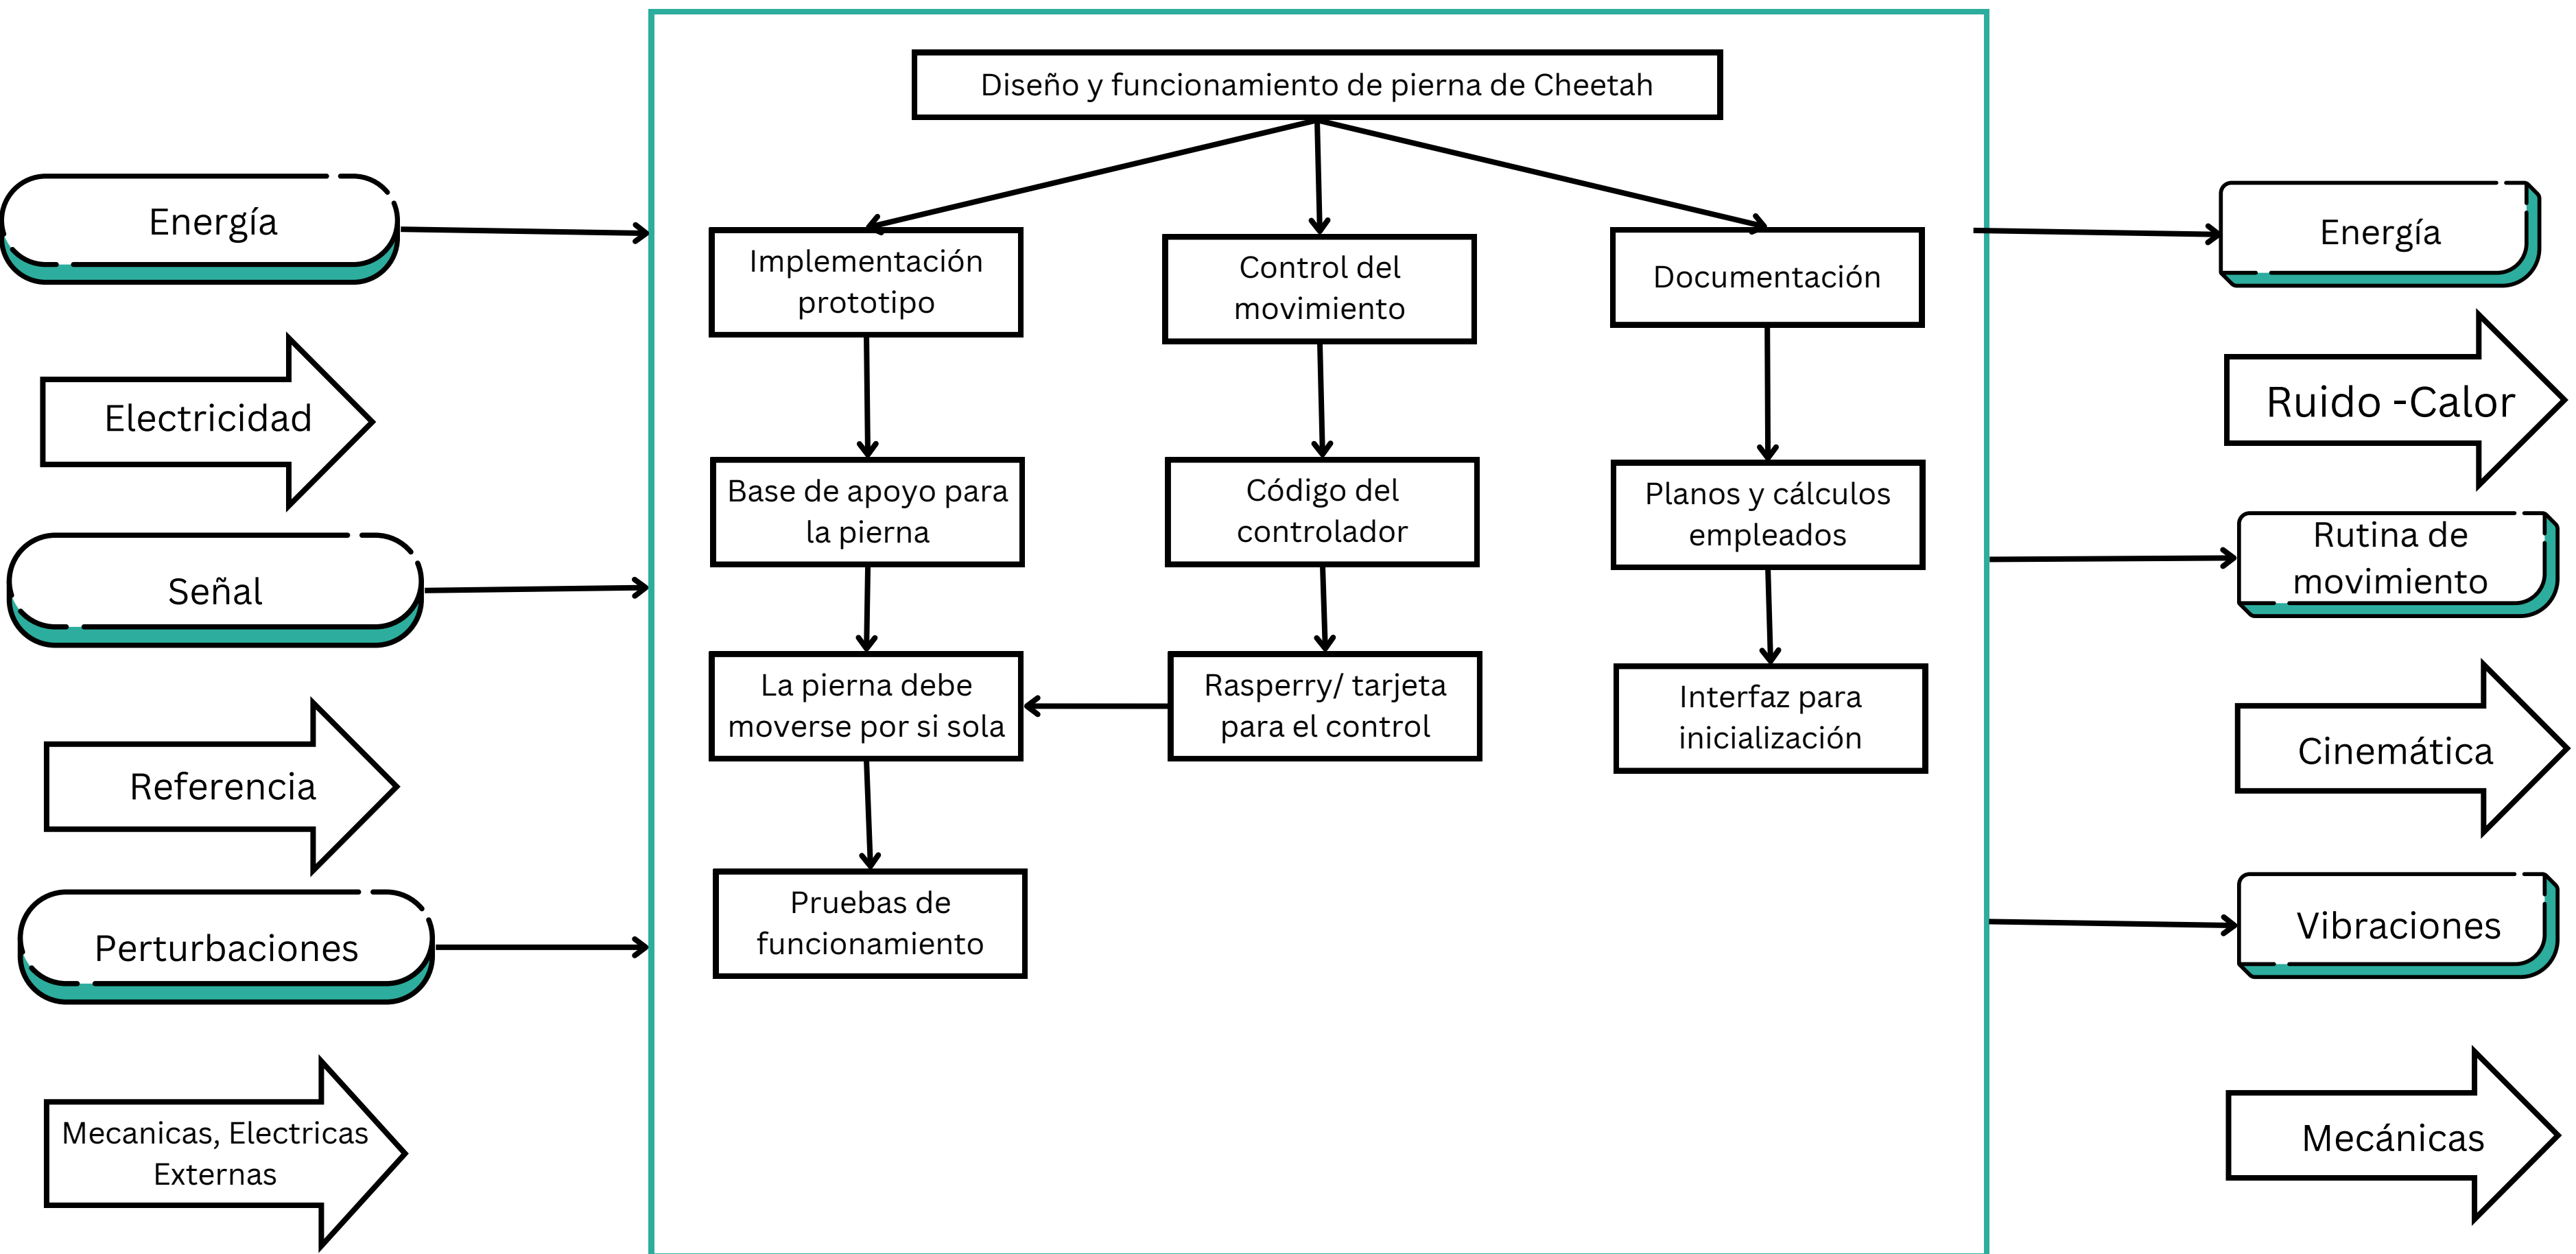 Energía
Electricidad
Señal
Referencia
Perturbaciones
Mecanicas, Electricas
Externas
Diseño y funcionamiento de pierna de Cheetah
Implementación
prototipo
Base de apoyo para
la pierna
La pierna debe
moverse por si sola
Pruebas de
funcionamiento
Control del
movimiento
Código del
controlador
Rasperry/ tarjeta
para el control
Documentación
Planos y cálculos
empleados
Interfaz para
inicialización
Energía
Ruido -Calor
Rutina de
movimiento
Cinemática
Vibraciones
Mecánicas